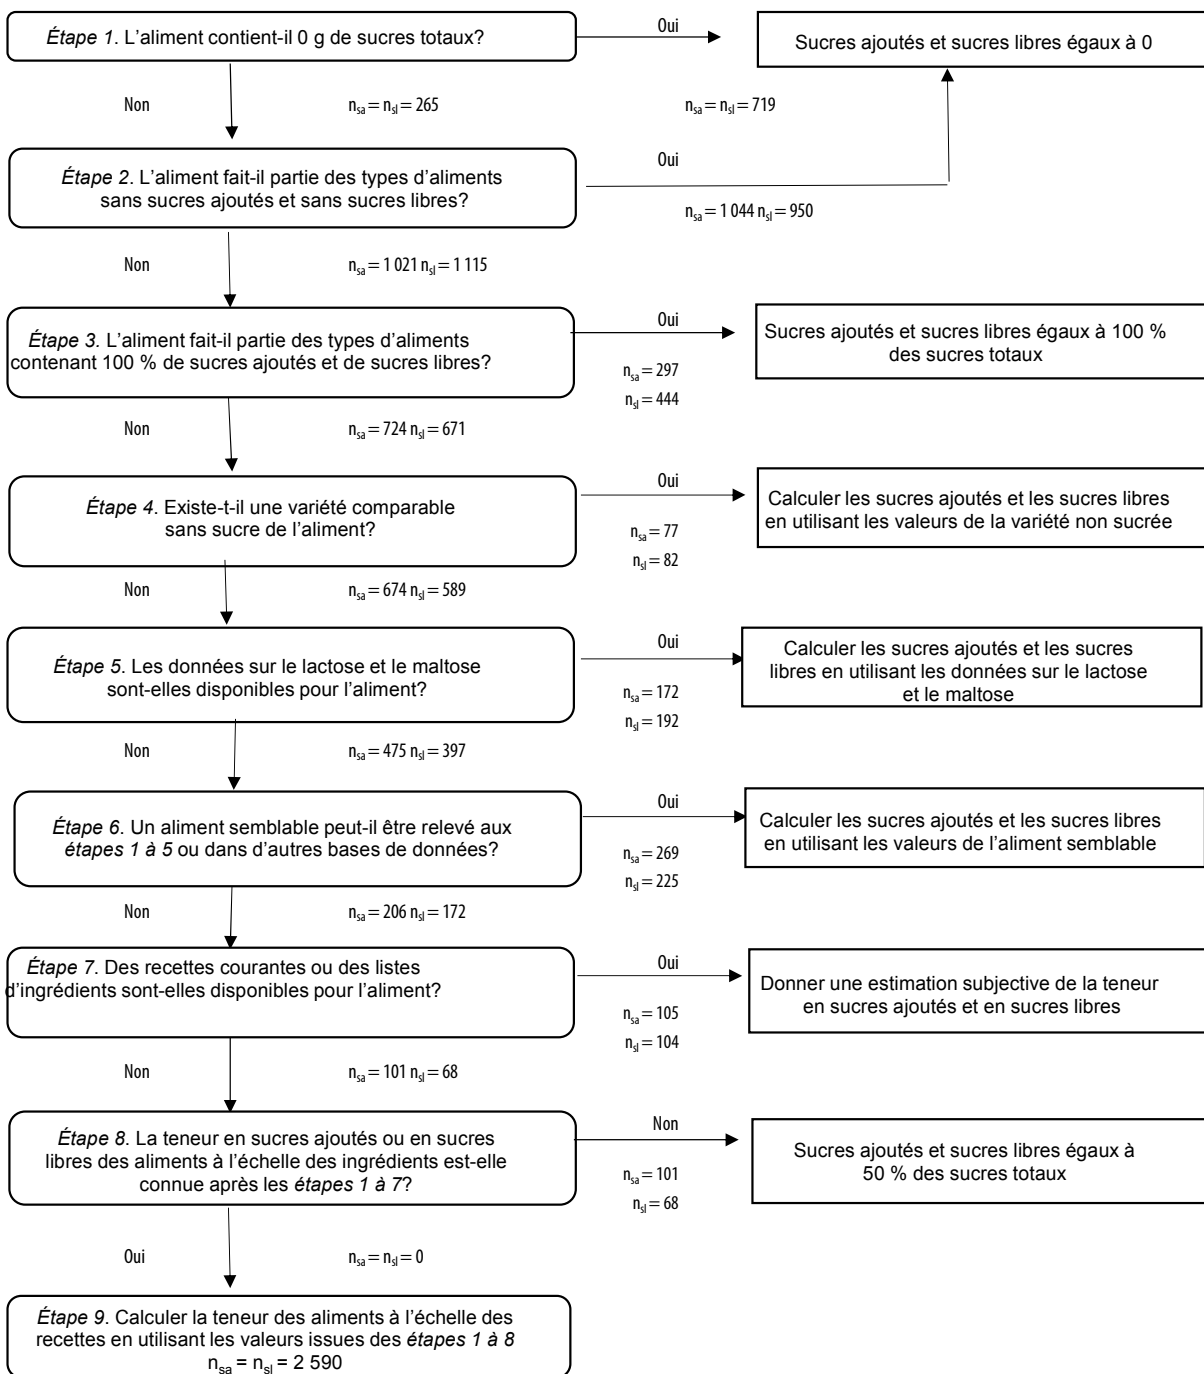 Étape 1. L’aliment contient-il 0 g de sucres totaux?
Oui
Sucres ajoutés et sucres libres égaux à 0
Non
nsa = nsl = 265
nsa = nsl = 719
Étape 2. L’aliment fait-il partie des types d’aliments
sans sucres ajoutés et sans sucres libres?
Oui
nsa = 1 044 nsl = 950
Non
nsa = 1 021 nsl = 1 115
Étape 3. L’aliment fait-il partie des types d’aliments
contenant 100 % de sucres ajoutés et de sucres libres?
Oui
nsa = 297
nsl = 444
Sucres ajoutés et sucres libres égaux à 100 %
des sucres totaux
Non
nsa = 724 nsl = 671
Étape 4. Existe-t-il une variété comparable
sans sucre de l’aliment?
Oui
nsa = 77
nsl = 82
Calculer les sucres ajoutés et les sucres libres
en utilisant les valeurs de la variété non sucrée
Non
nsa = 674 nsl = 589
Étape 5. Les données sur le lactose et le maltose
sont-elles disponibles pour l’aliment?
Oui
nsa = 172
nsl = 192
Calculer les sucres ajoutés et les sucres
libres en utilisant les données sur le lactose
et le maltose
Non
nsa = 475 nsl = 397
Étape 6. Un aliment semblable peut-il être relevé aux
étapes 1 à 5 ou dans d’autres bases de données?
Oui
nsa = 269
nsl = 225
Calculer les sucres ajoutés et les sucres libres
en utilisant les valeurs de l’aliment semblable
Non
nsa = 206 nsl = 172
Étape 7. Des recettes courantes ou des listes
d’ingrédients sont-elles disponibles pour l’aliment?
Oui
nsa = 105
nsl = 104
Donner une estimation subjective de la teneur
en sucres ajoutés et en sucres libres
Non
nsa = 101 nsl = 68
Étape 8. La teneur en sucres ajoutés ou en sucres
libres des aliments à l’échelle des ingrédients est-elle
connue après les étapes 1 à 7?
Non
nsa = 101
nsl = 68
Sucres ajoutés et sucres libres égaux à
50 % des sucres totaux
Oui
nsa = nsl = 0
Étape 9. Calculer la teneur des aliments à l’échelle des
recettes en utilisant les valeurs issues des étapes 1 à 8
nsa = nsl = 2 590